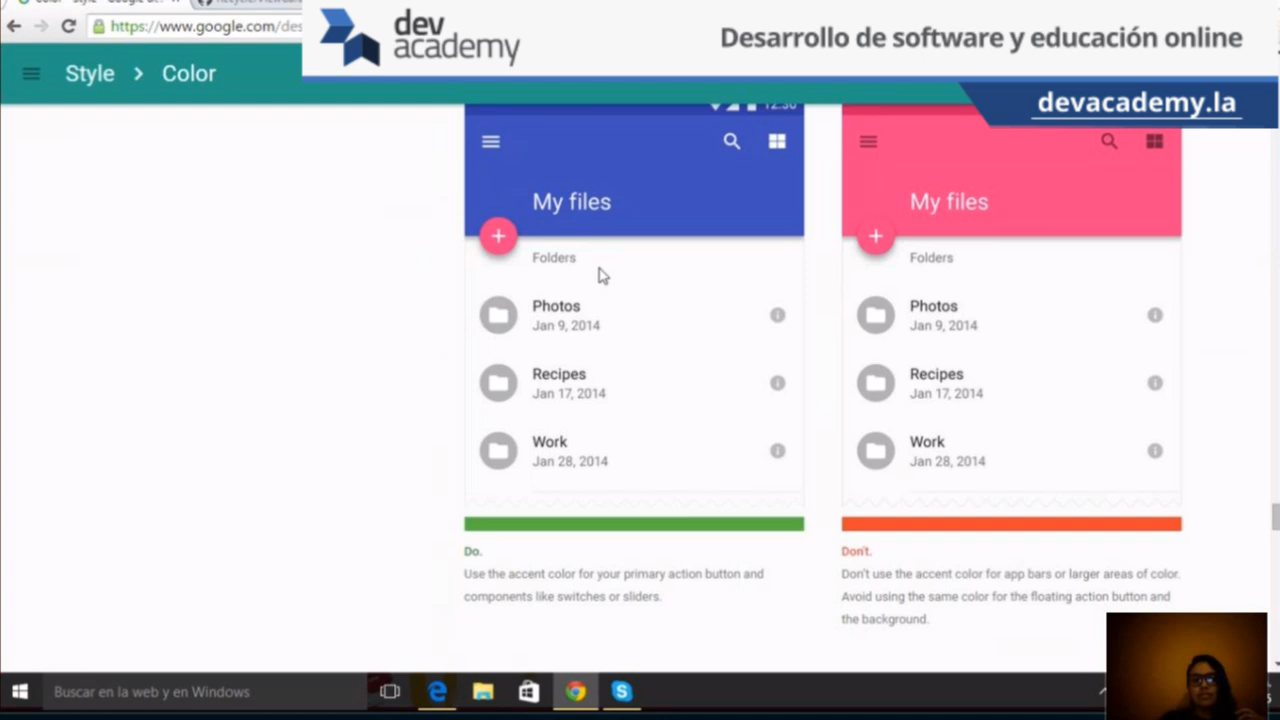 https://www.google.com/des
dev
academy
Desarrollo de software y educación online
devacademy.la
Style
Color
12:30
My files
Folders
Photos
Jan 9, 2014
Recipes
Jan 17, 2014
Work
Jan 28, 2014
Do.
Use the accent color for your primary action button and
components like switches or sliders.
My files
Folders
Photos
Jan 9, 2014
Recipes
Jan 17, 2014
Work
Jan 28, 2014
Don't.
Don't use the accent color for app bars or larger areas of color.
Avoid using the same color for the floating action button and
the background.
Buscar en la web y en Windows